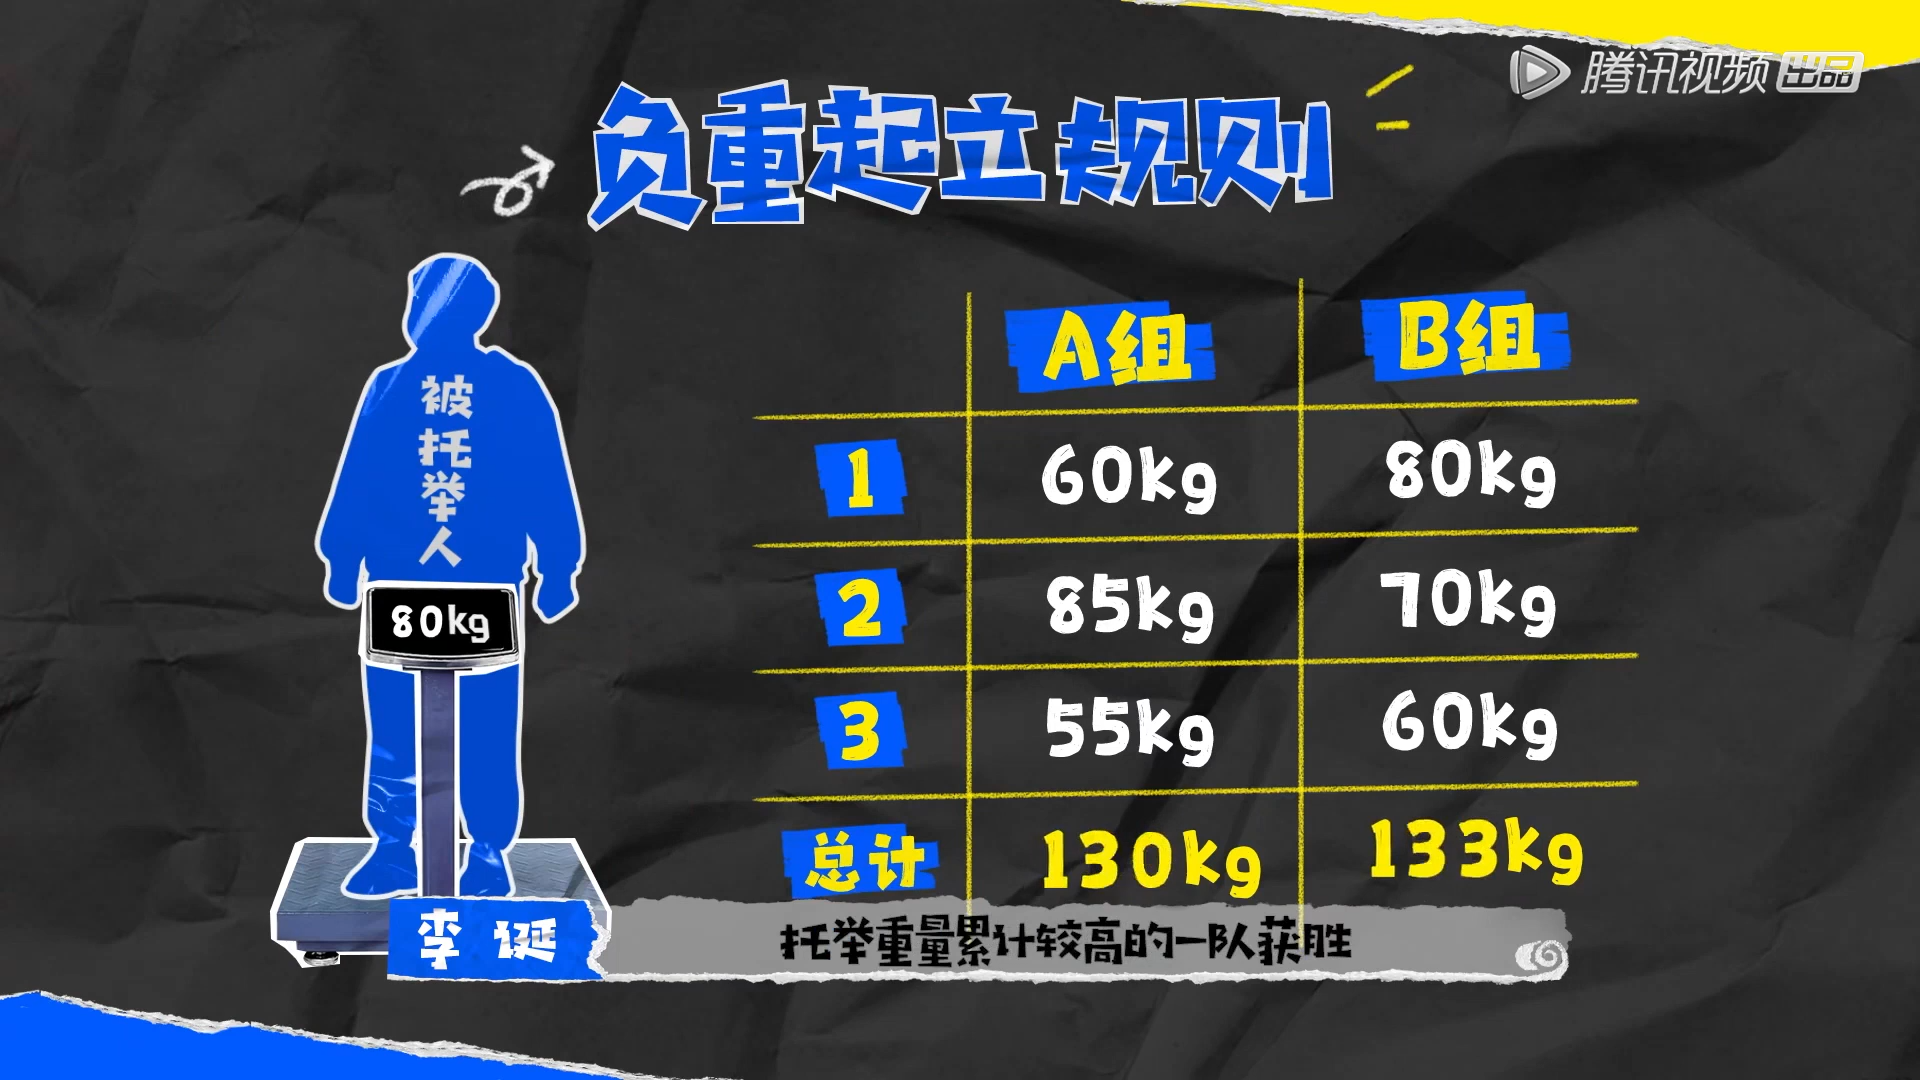 腾讯视频 出品
负重起立规则
被托举人
80kg
A组 B组
1 60kg 80kg
2 85kg 70kg
3 55kg 60kg
总计 130kg 133kg
李诞
托举重量累计较高的一队获胜